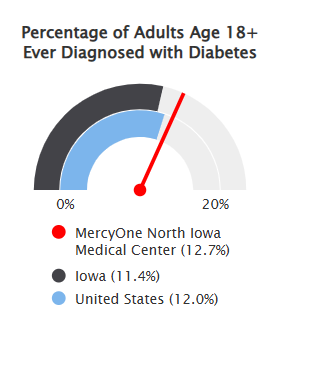 Percentage of Adults Age 18+
Ever Diagnosed with Diabetes
0%
20%
MercyOne North Iowa
Medical Center (12.7%)
Iowa (11.4%)
United States (12.0%)